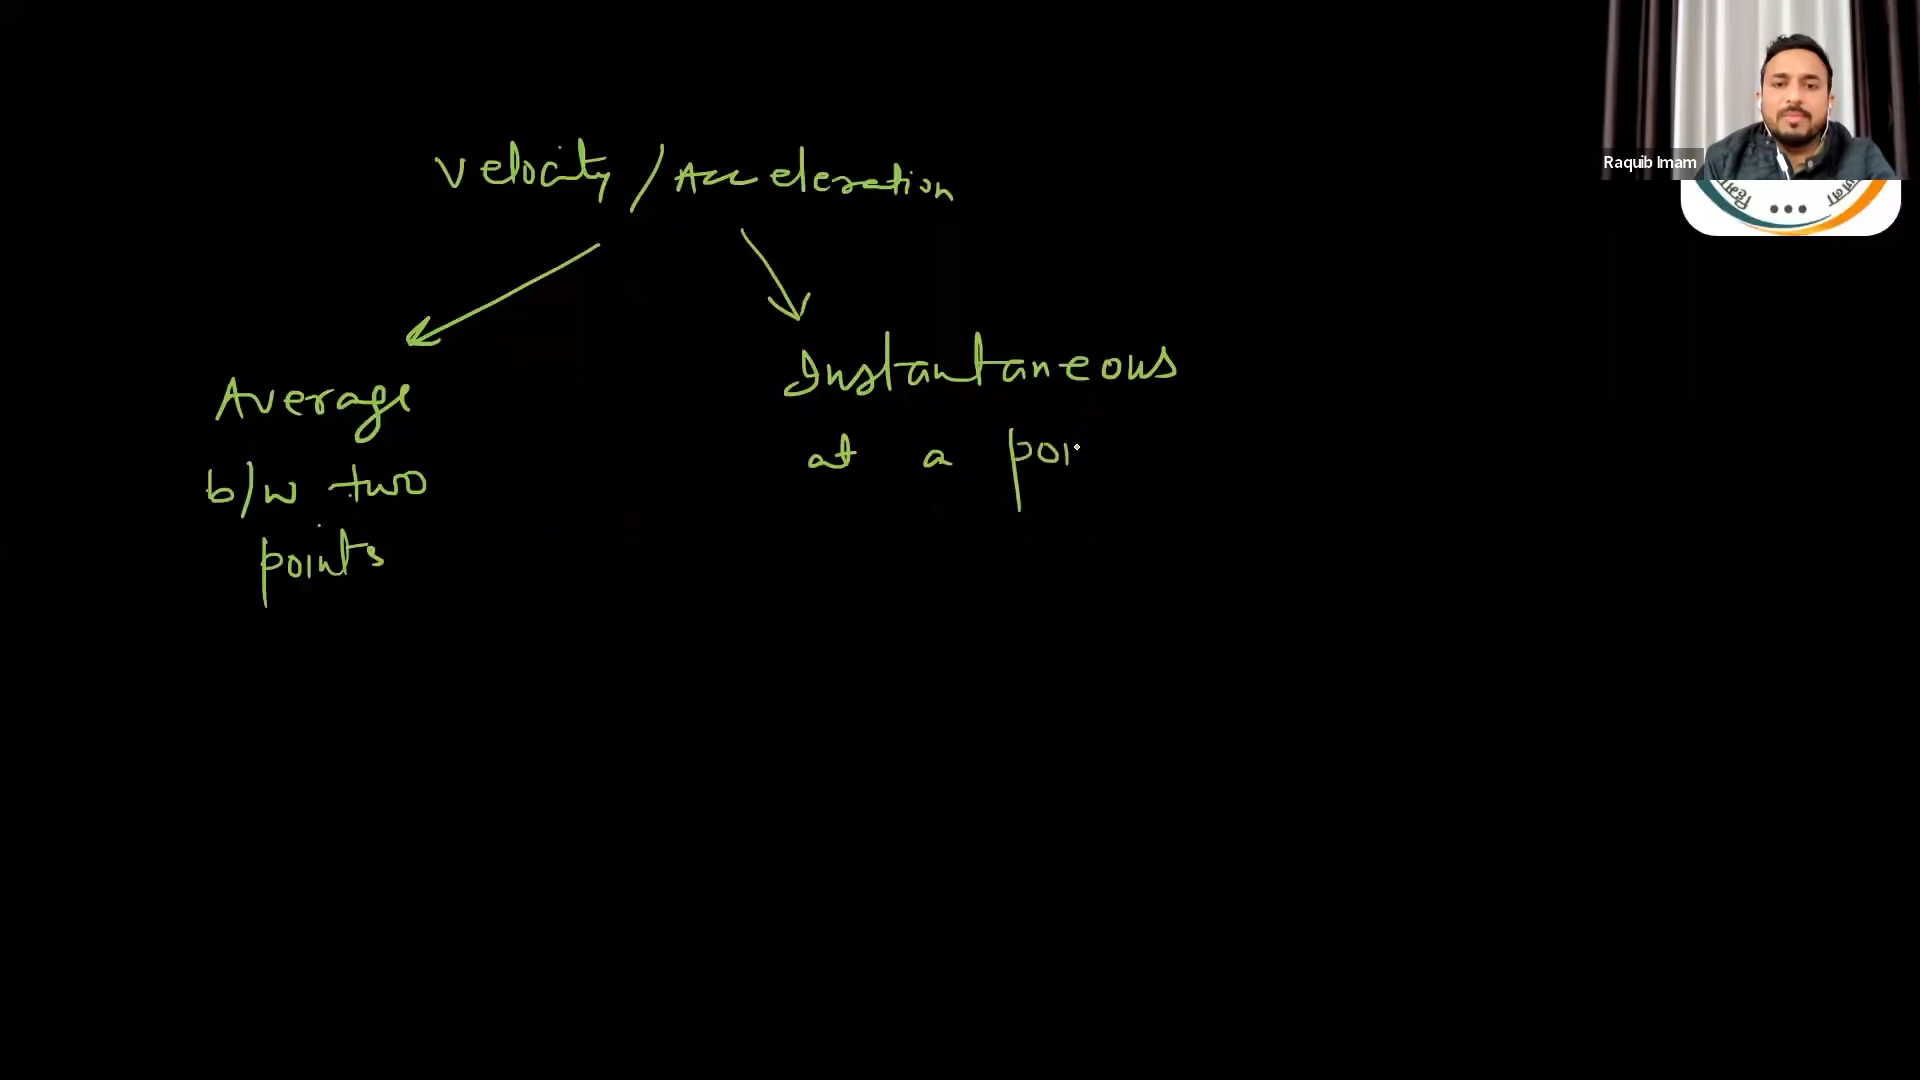 Raquib Imam
Velocity / Acceleration
Average
b/w two
points
Instantaneous
at a poi